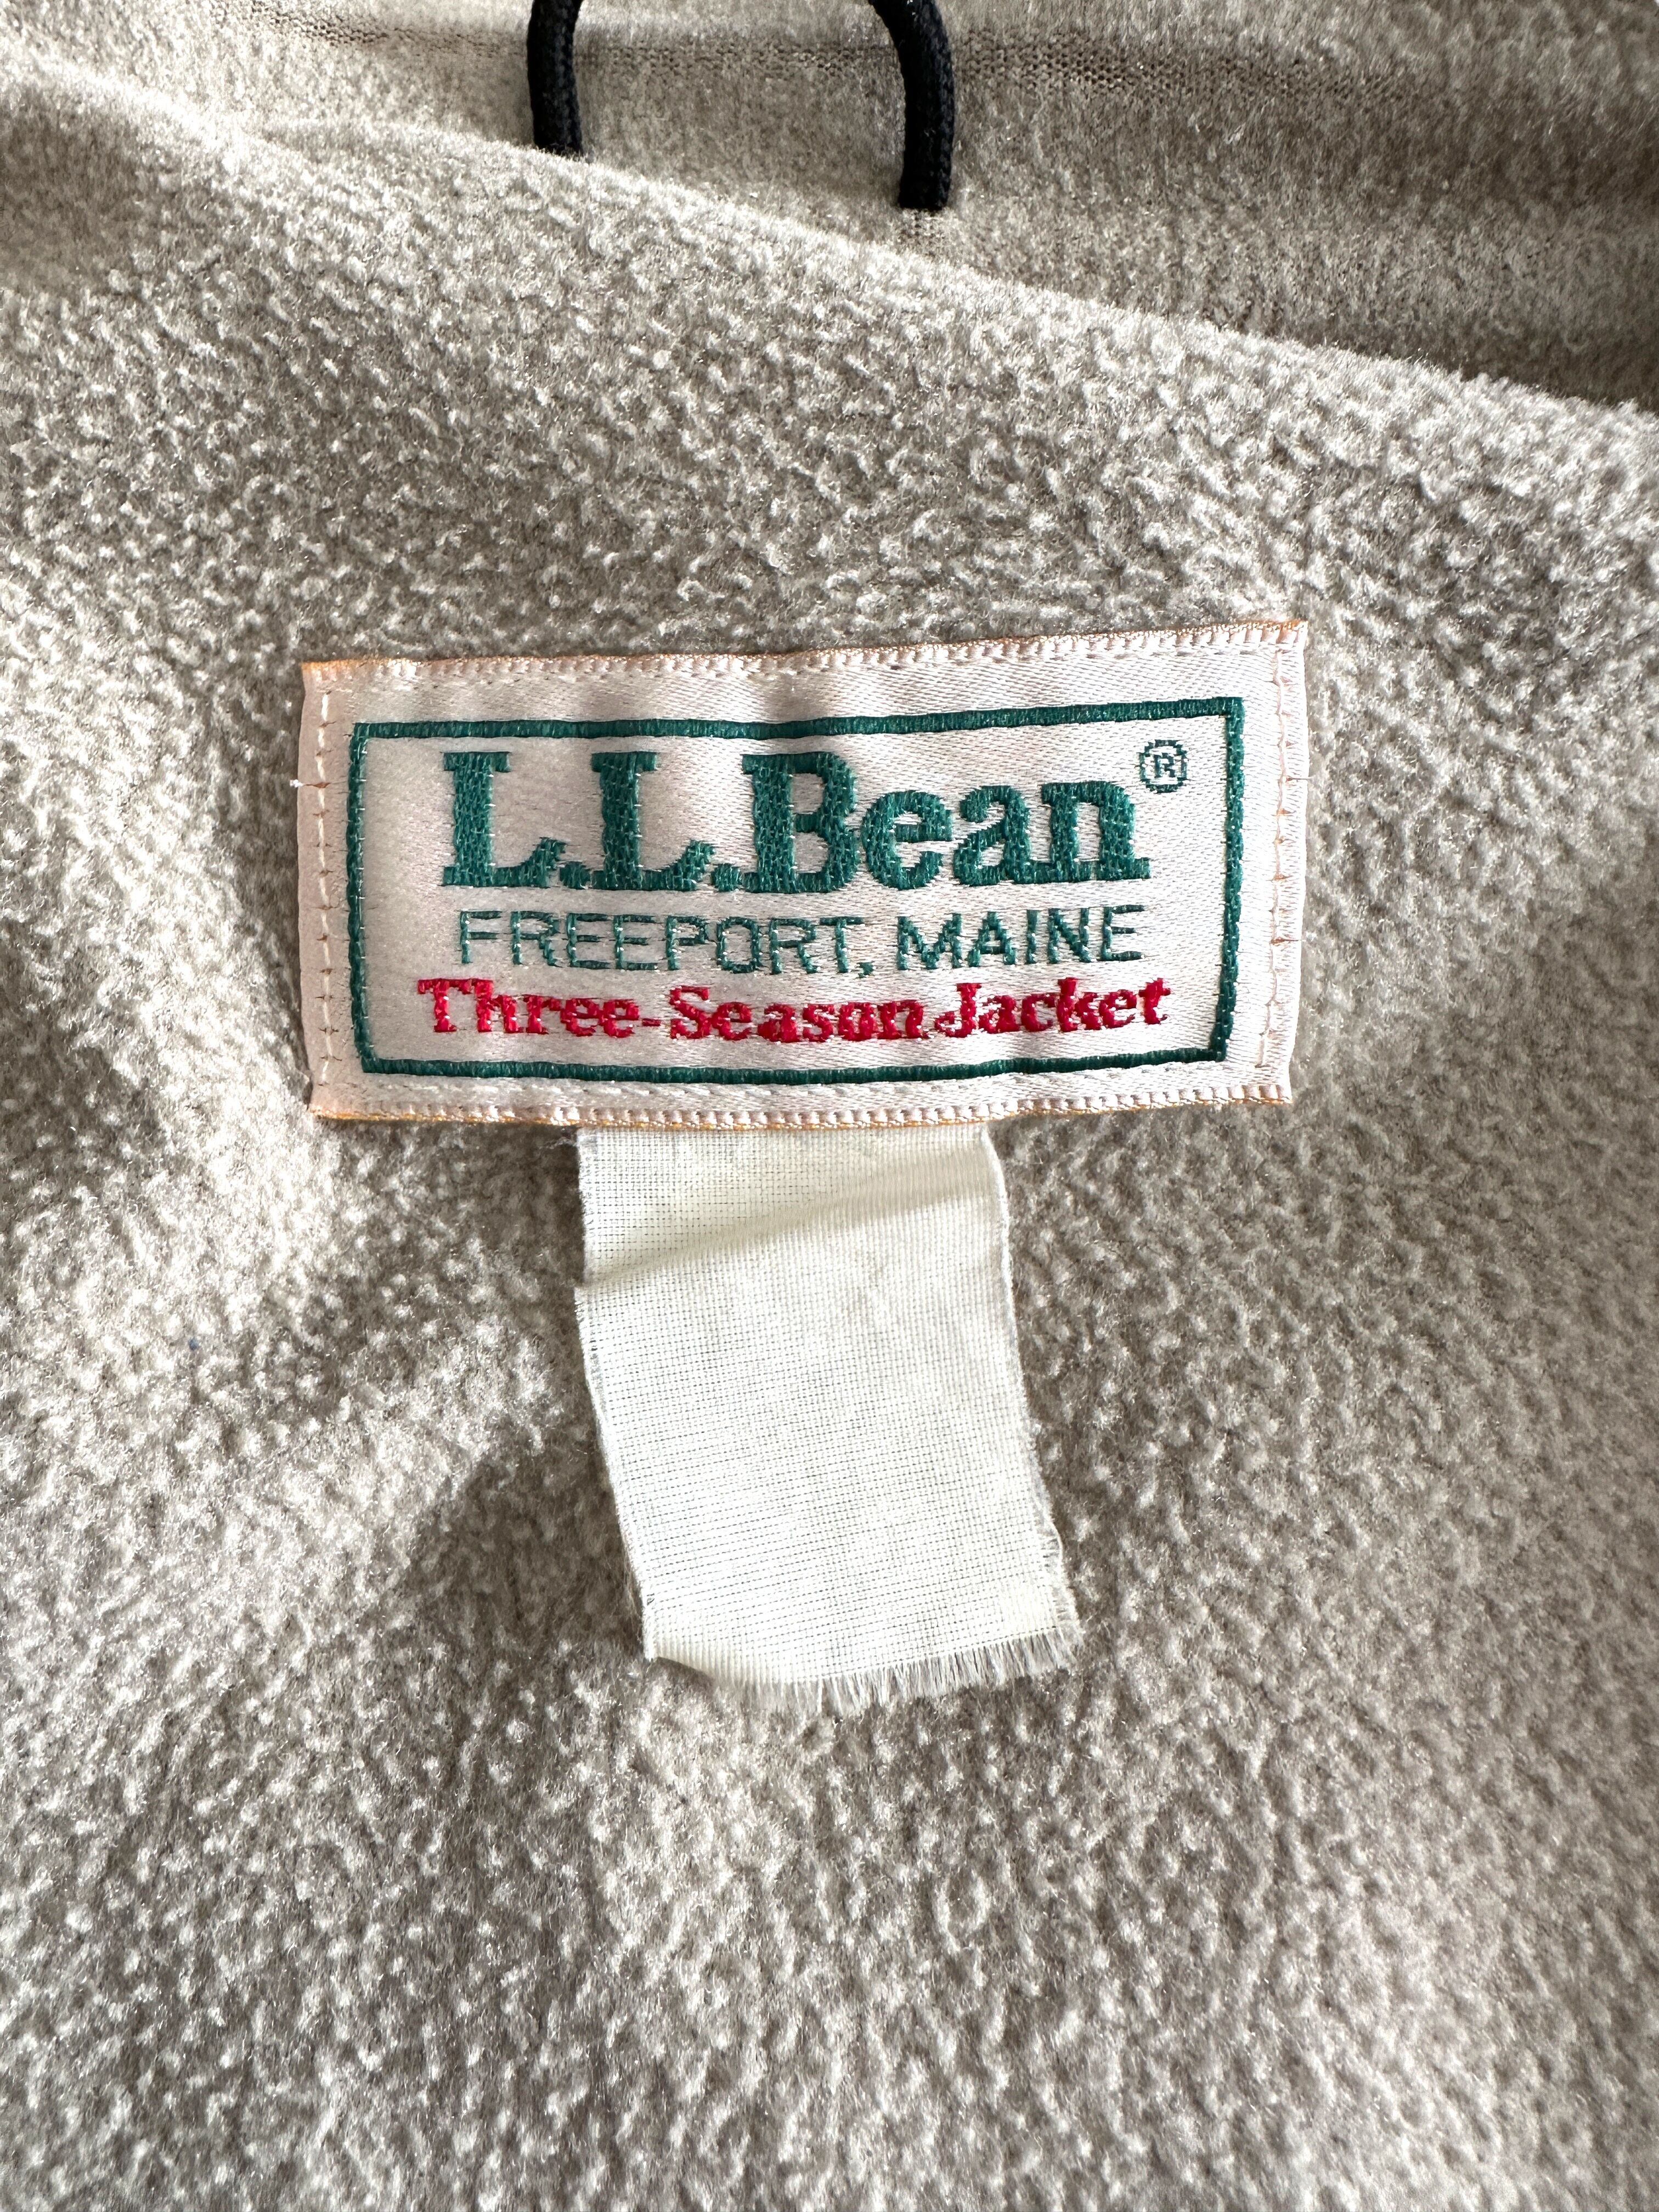 L.L.Bean®
FREEPORT, MAINE
Three-Season Jacket